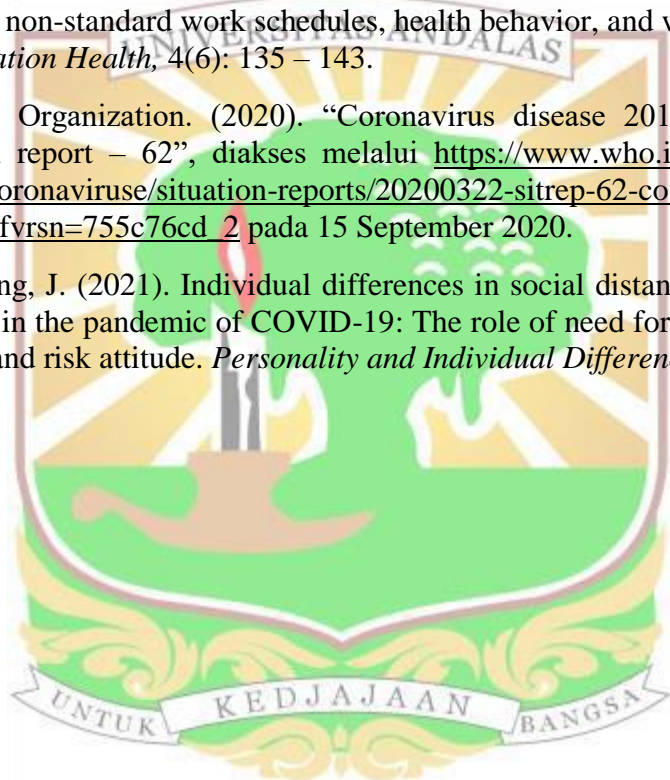 non-standard work schedules, health behavior, and
UNIVERSITAS ANDALAS
ation Health, 4(6): 135 – 143.
Organization. (2020). “Coronavirus disease 201
report – 62”, diakses melalui https://www.who.i
oronaviruse/situation-reports/20200322-sitrep-62-co
fvrsn=755c76cd_2 pada 15 September 2020.
ng, J. (2021). Individual differences in social distan
in the pandemic of COVID-19: The role of need for
and risk attitude. Personality and Individual Differen
UNTUK KEDJAJAAN BANGSA